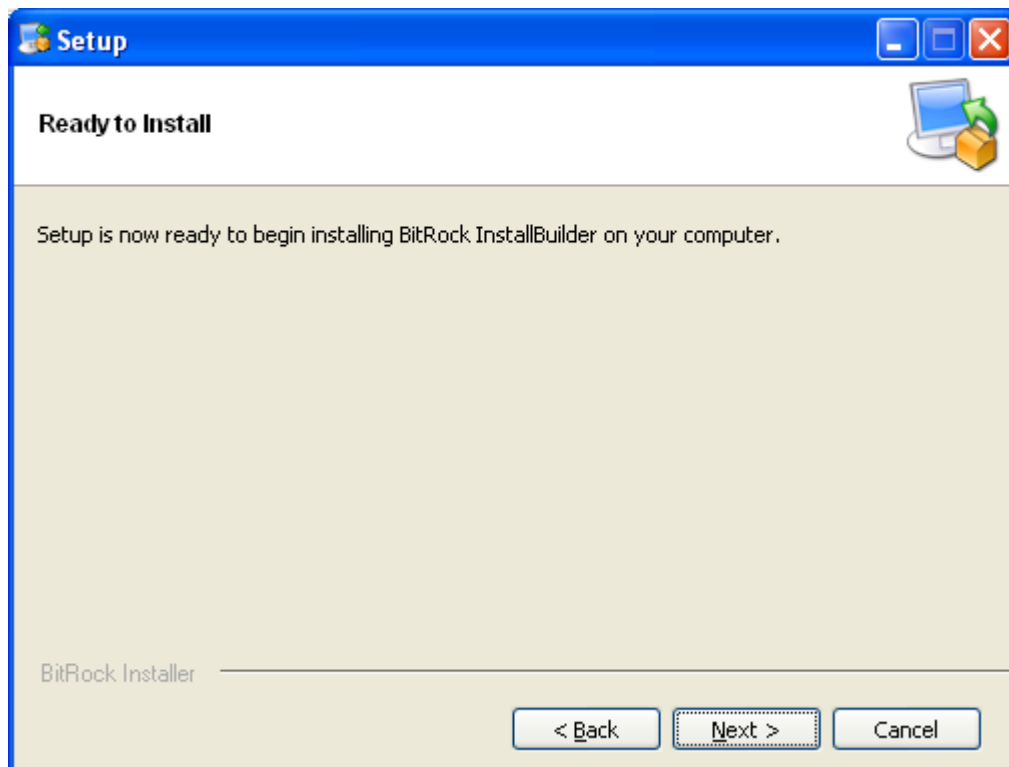 Setup
Ready to Install
Setup is now ready to begin installing BitRock InstallBuilder on your computer.
BitRock Installer
< Back
Next >
Cancel